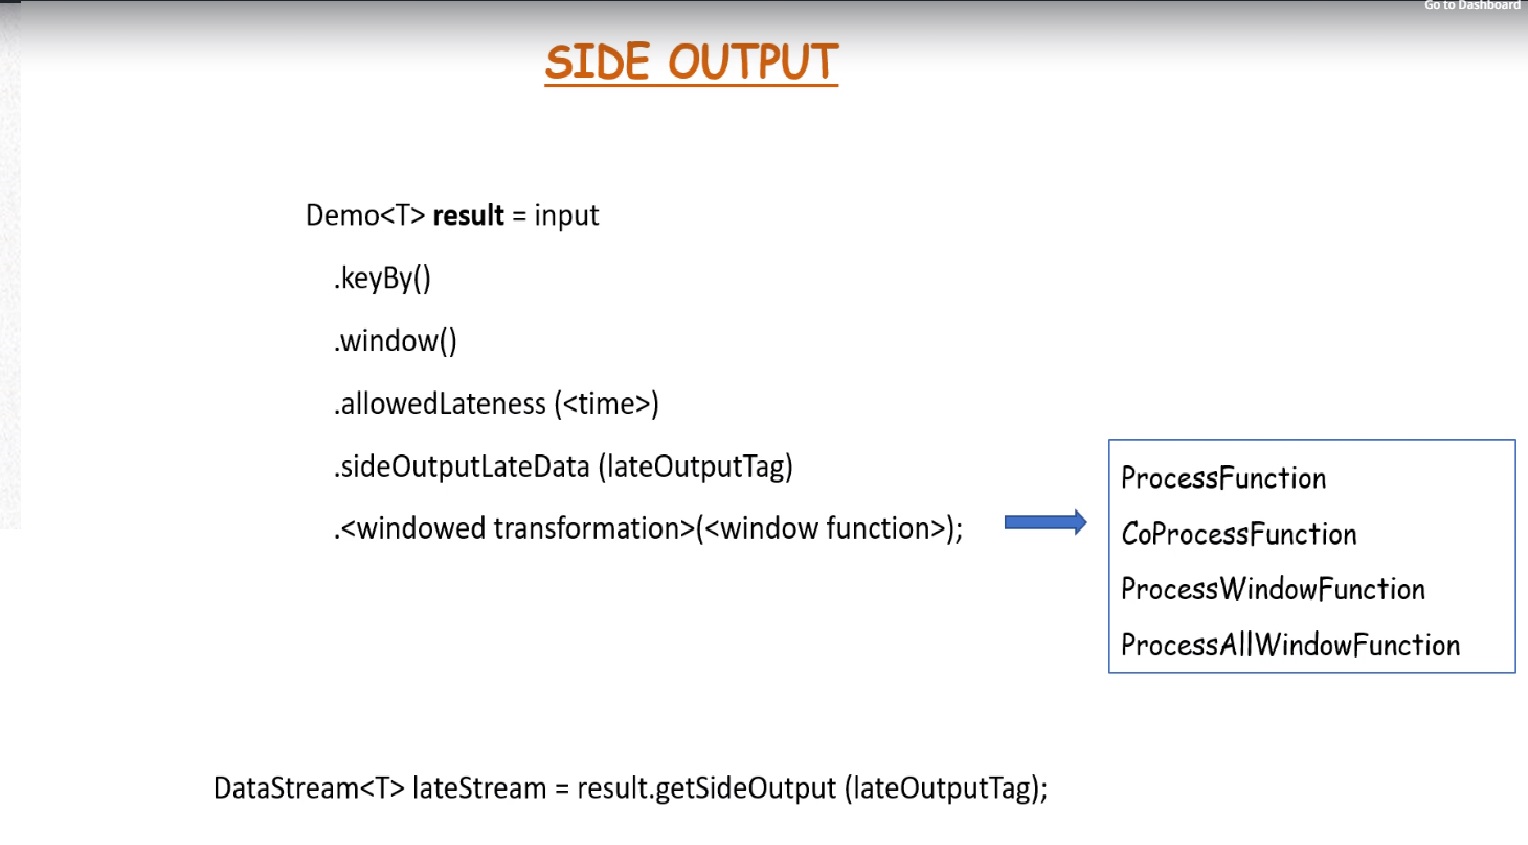 Go to Dashboard
SIDE OUTPUT
Demo<T> result = input
.keyBy()
.window()
.allowedLateness (<time>)
.sideOutputLateData (lateOutputTag)
.<windowed transformation>(<window function>);
ProcessFunction
CoProcessFunction
ProcessWindowFunction
ProcessAllWindowFunction
DataStream<T> lateStream = result.getSideOutput (lateOutputTag);